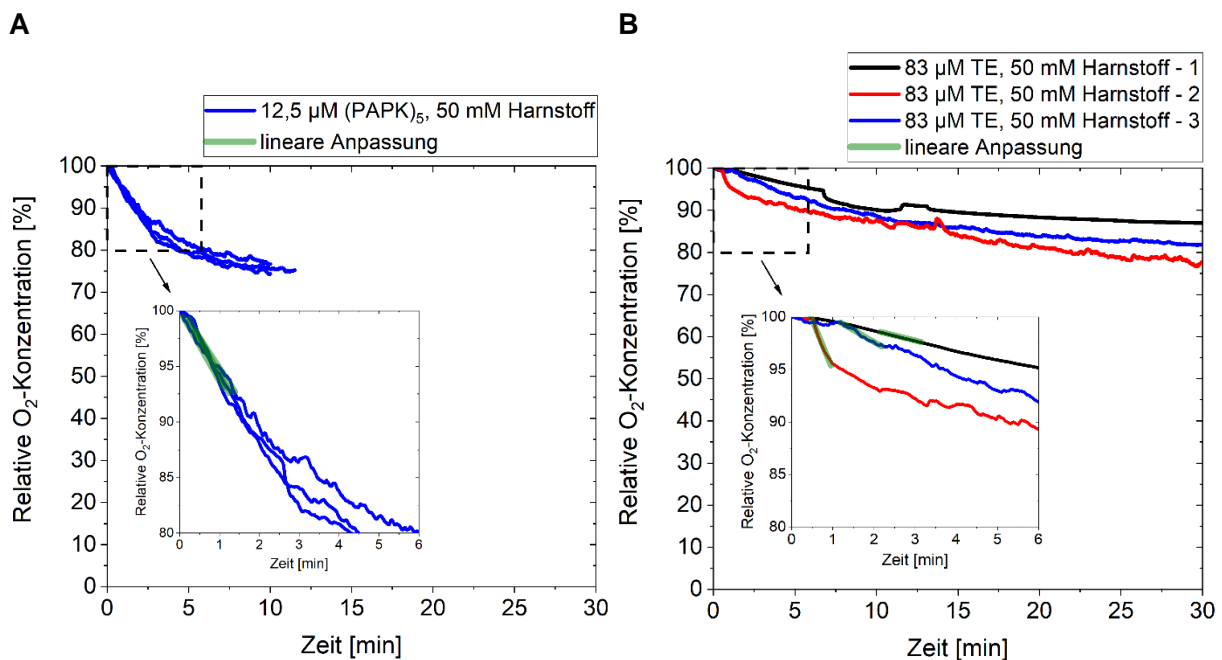 A
12,5 µM (PAPK)₅, 50 mM Harnstoff
lineare Anpassung
Relative O₂-Konzentration [%]
100
90
80
70
60
50
40
30
20
10
0
0 5 10 15 20 25 30
Zeit [min]
Relative O₂-Konzentration [%]
100
95
90
85
80
0 1 2 3 4 5 6
Zeit [min]
B
83 µM TE, 50 mM Harnstoff - 1
83 µM TE, 50 mM Harnstoff - 2
83 µM TE, 50 mM Harnstoff - 3
lineare Anpassung
Relative O₂-Konzentration [%]
100
90
80
70
60
50
40
30
20
10
0
0 5 10 15 20 25 30
Zeit [min]
Relative O₂-Konzentration [%]
100
95
90
85
80
0 1 2 3 4 5 6
Zeit [min]